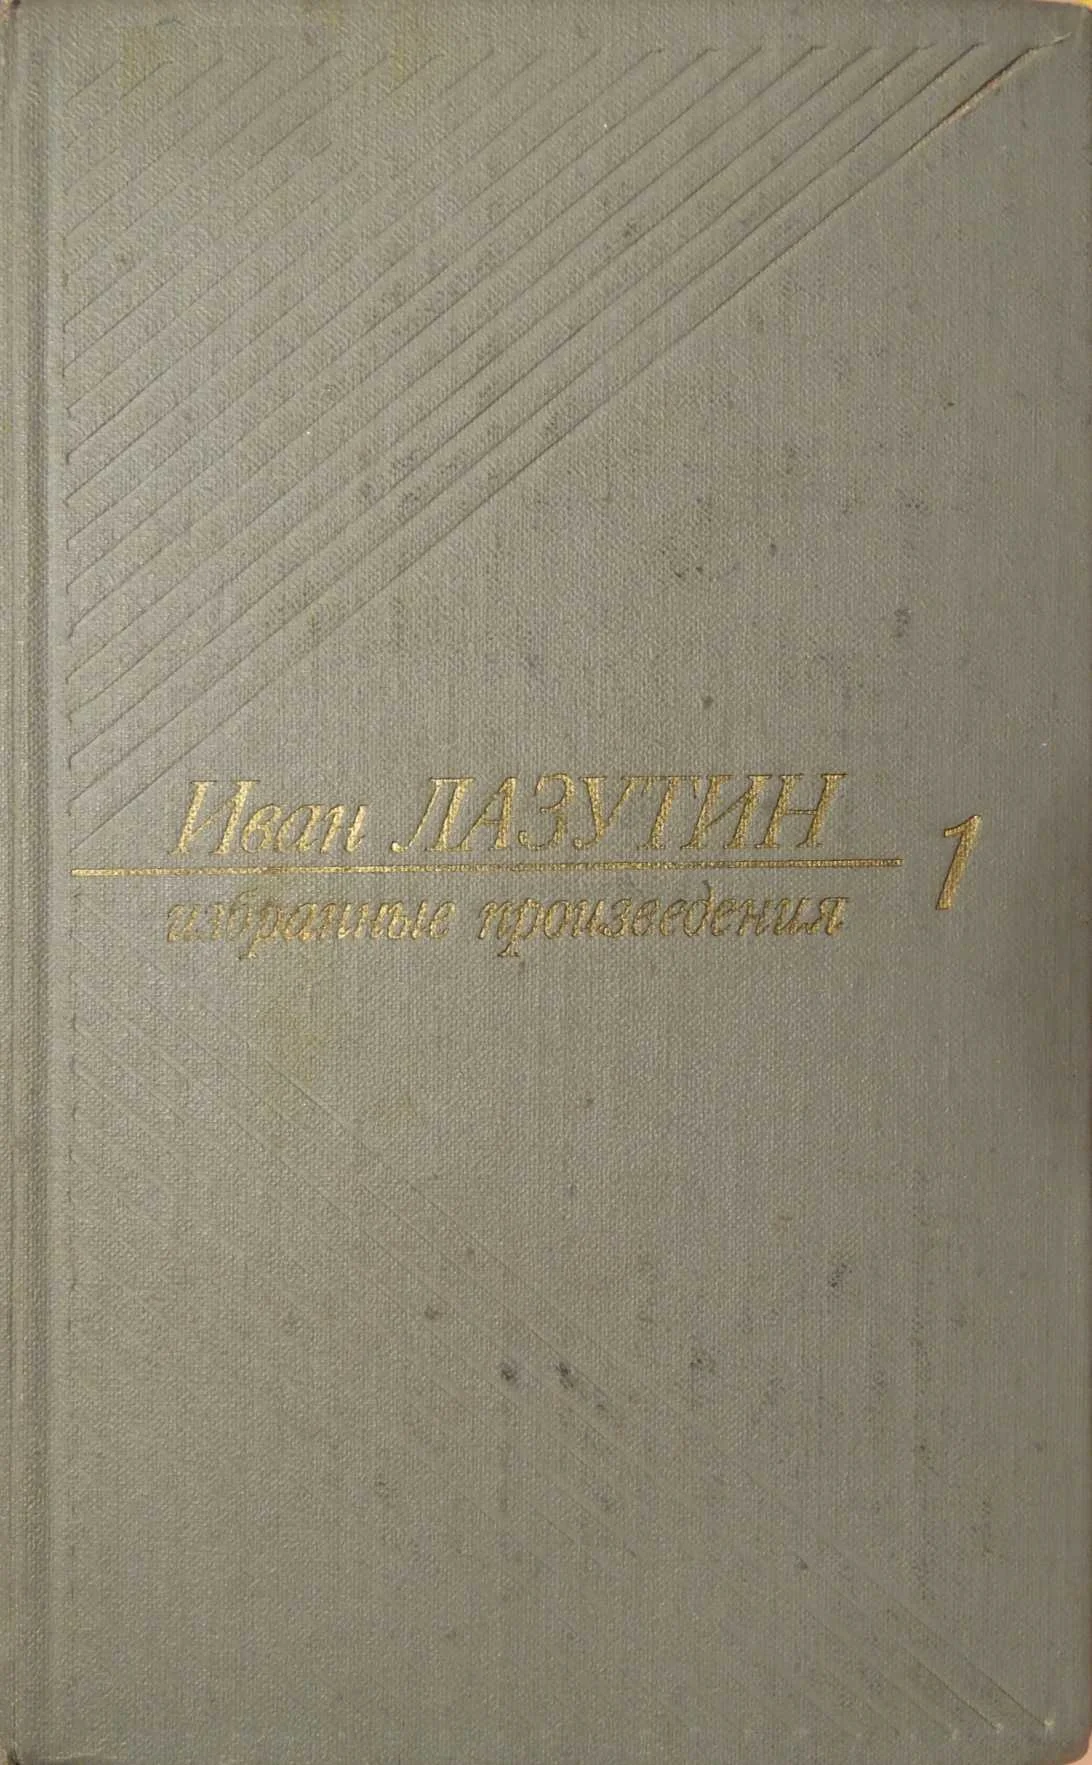 Иван ЛАЗУТИН
избранные произведения
1